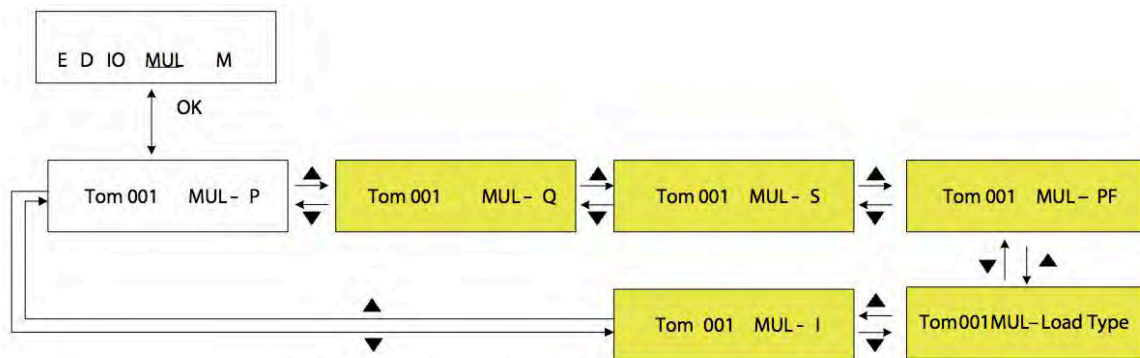 E D IO MUL M
OK
Tom 001 MUL- P
Tom 001 MUL- Q
Tom 001 MUL- S
Tom 001 MUL- PF
Tom 001 MUL- I
Tom001MUL-Load Type